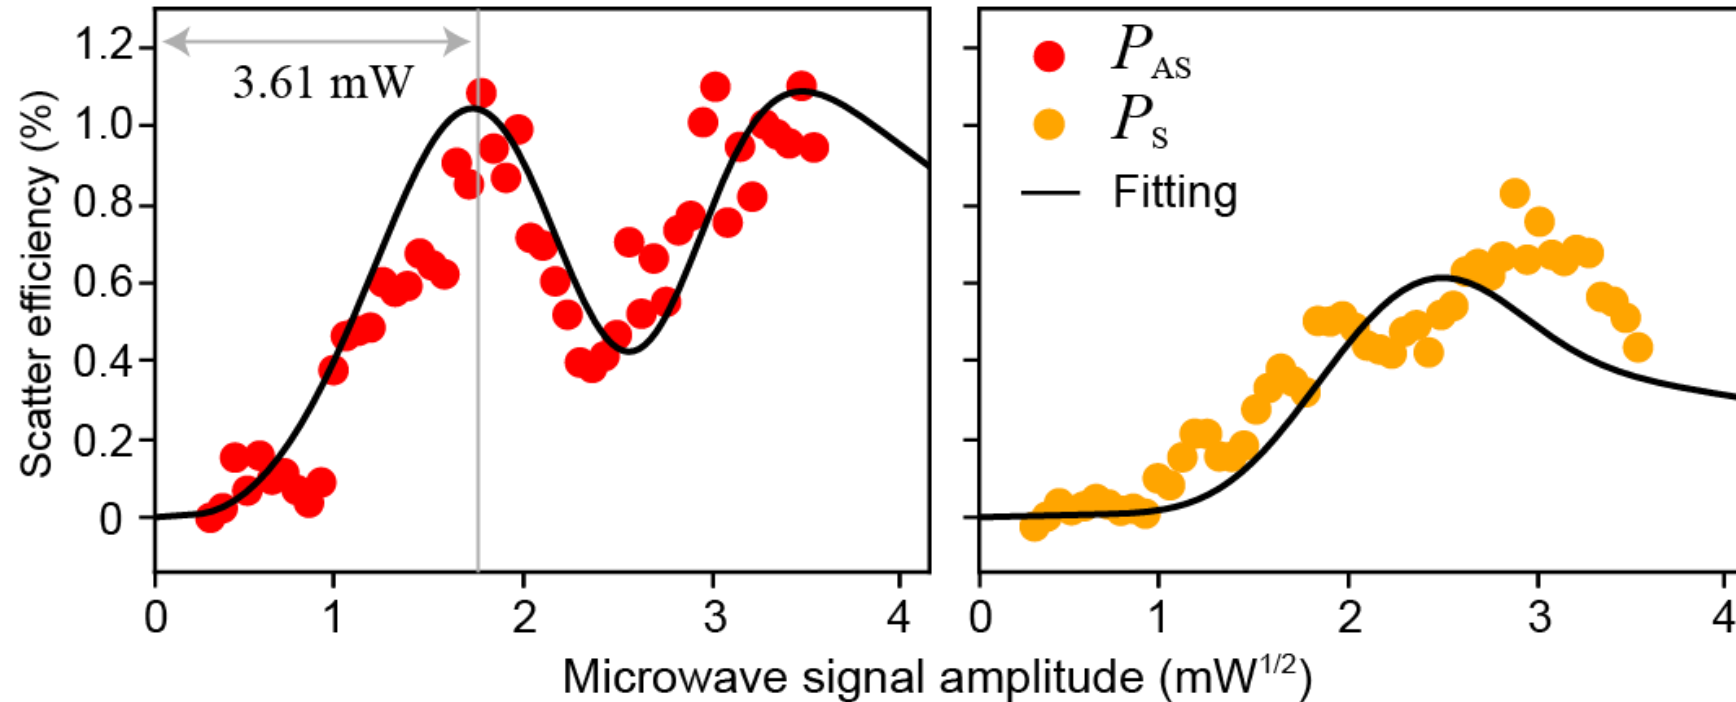 Scatter efficiency (%)
1.2
1.0
0.8
0.6
0.4
0.2
0
3.61 mW
0 1 2 3 4
P_AS
P_S
Fitting
0 1 2 3 4
Microwave signal amplitude (mW^1/2)